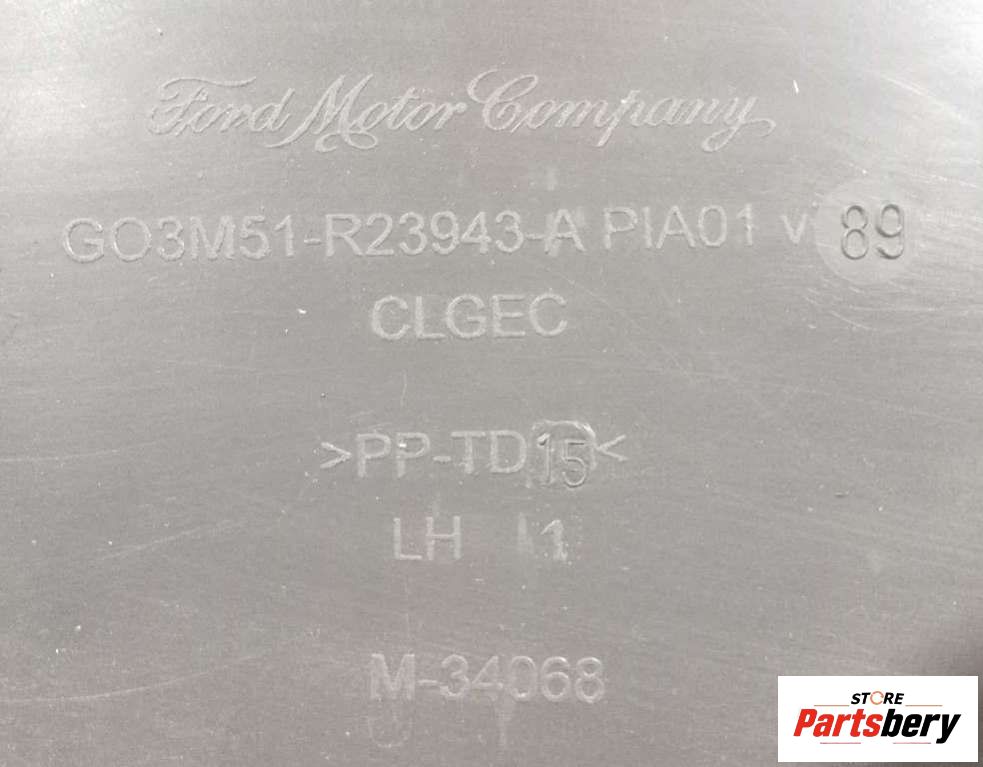 Ford Motor Company
GO3M51-R23943-A PIA01 v 89
CLGEC
>PP-TD15<
LH 1
M-34068
STORE
Partsbery